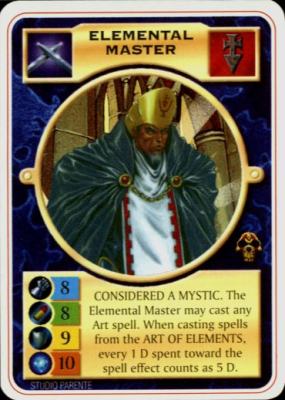 ELEMENTAL
MASTER
8
8
9
10
CONSIDERED A MYSTIC. The
Elemental Master may cast any
Art spell. When casting spells
from the ART OF ELEMENTS,
every 1 D spent toward the
spell effect counts as 5 D.
STUDIO PARENTE